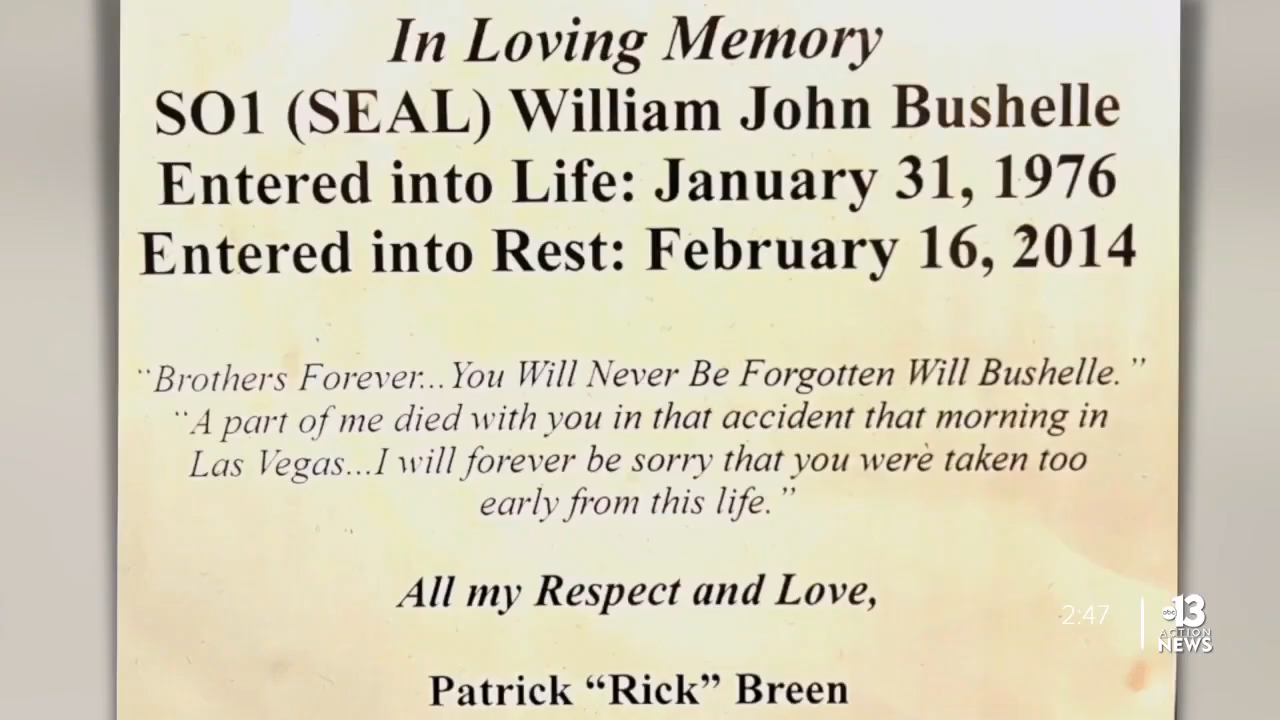 In Loving Memory
SO1 (SEAL) William John Bushelle
Entered into Life: January 31, 1976
Entered into Rest: February 16, 2014
“Brothers Forever...You Will Never Be Forgotten Will Bushelle.”
“A part of me died with you in that accident that morning in
Las Vegas...I will forever be sorry that you were taken too
early from this life.”
All my Respect and Love,
Patrick “Rick” Breen
2:47
abc 13
ACTION
NEWS